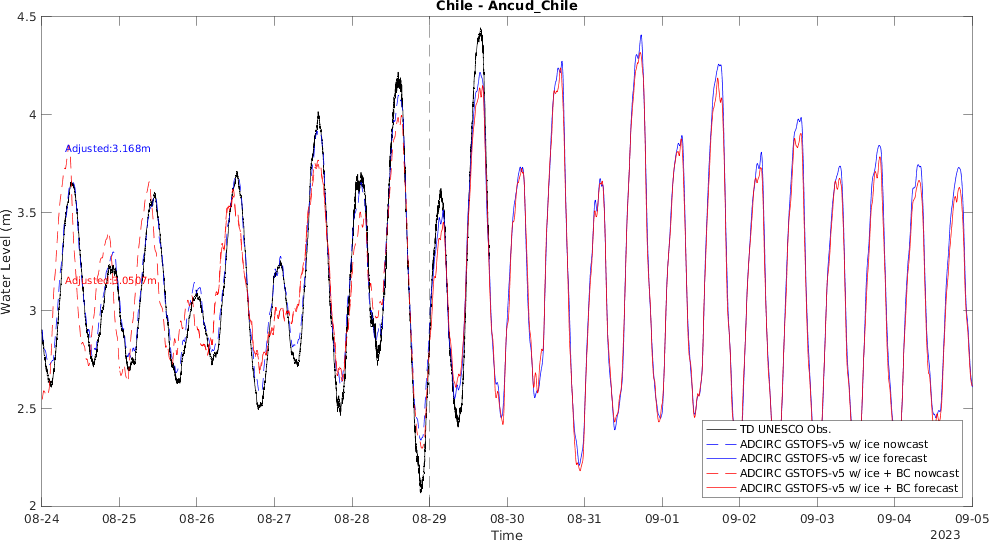 Chile - Ancud_Chile
4.5
4
3.5
3
2.5
2
Water Level (m)
Adjusted:3.168m
Adjusted:3.0507m
08-24
08-25
08-26
08-27
08-28
08-29
08-30
08-31
09-01
09-02
09-03
09-04
09-05
Time
2023
TD UNESCO Obs.
ADCIRC GSTOFS-v5 w/ ice nowcast
ADCIRC GSTOFS-v5 w/ ice forecast
ADCIRC GSTOFS-v5 w/ ice + BC nowcast
ADCIRC GSTOFS-v5 w/ ice + BC forecast